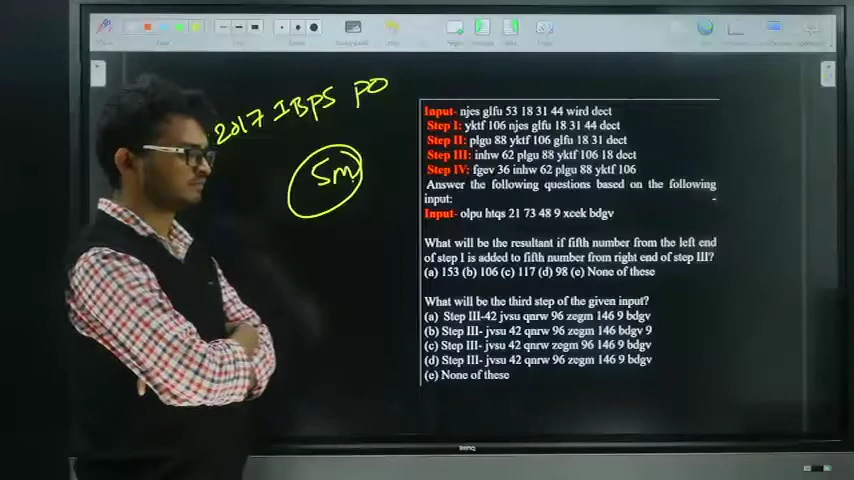 2017 IBPS PO
5m
Input- njes glfu 53 18 31 44 wird dect
Step I: yktf 106 njes glfu 18 31 44 dect
Step II: plgu 88 yktf 106 glfu 18 31 dect
Step III: inhw 62 plgu 88 yktf 106 18 dect
Step IV: fgev 36 inhw 62 plgu 88 yktf 106
Answer the following questions based on the following
input:
Input- olpu htqs 21 73 48 9 xcek bdgv
What will be the resultant if fifth number from the left end
of step I is added to fifth number from right end of step III?
(a) 153 (b) 106 (c) 117 (d) 98 (e) None of these
What will be the third step of the given input?
(a) Step III-42 jvsu qnrw 96 zegm 146 9 bdgv
(b) Step III- jvsu 42 qnrw 96 zegm 146 bdgv 9
(c) Step III- jvsu 42 qnrw zegm 96 146 9 bdgv
(d) Step III- jvsu 42 qnrw 96 zegm 146 9 bdgv
(e) None of these
BenQ